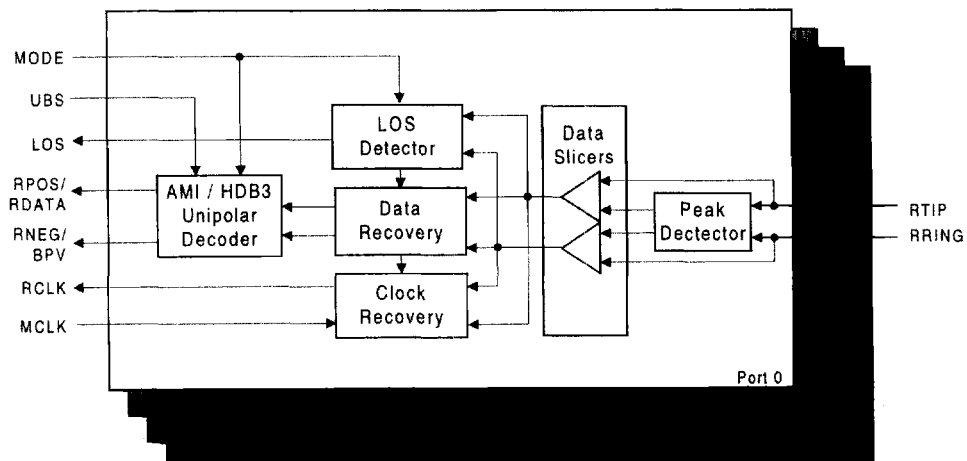 MODE
UBS
LOS
RPOS/
RDATA
RNEG/
BPV
RCLK
MCLK
AMI / HDB3
Unipolar
Decoder
LOS
Detector
Data
Recovery
Clock
Recovery
Data
Slicers
Peak
Dectector
RTIP
RRING
Port 0